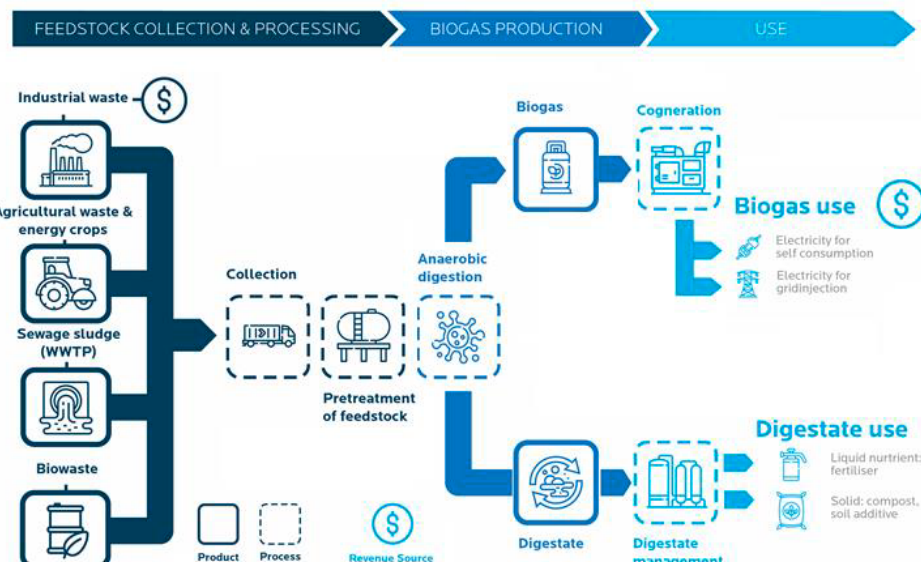 FEEDSTOCK COLLECTION & PROCESSING
BIOGAS PRODUCTION
USE
Industrial waste
$
Agricultural waste &
energy crops
Sewage sludge
(WWTP)
Biowaste
Collection
Pretreatment
of feedstock
Anaerobic
digestion
Biogas
Cogneration
Biogas use
$
Electricity for
self consumption
Electricity for
gridinjection
Digestate
Digestate
management
Digestate use
Liquid nurtrient:
fertiliser
Solid: compost,
soil additive
Product
Process
$
Revenue Source